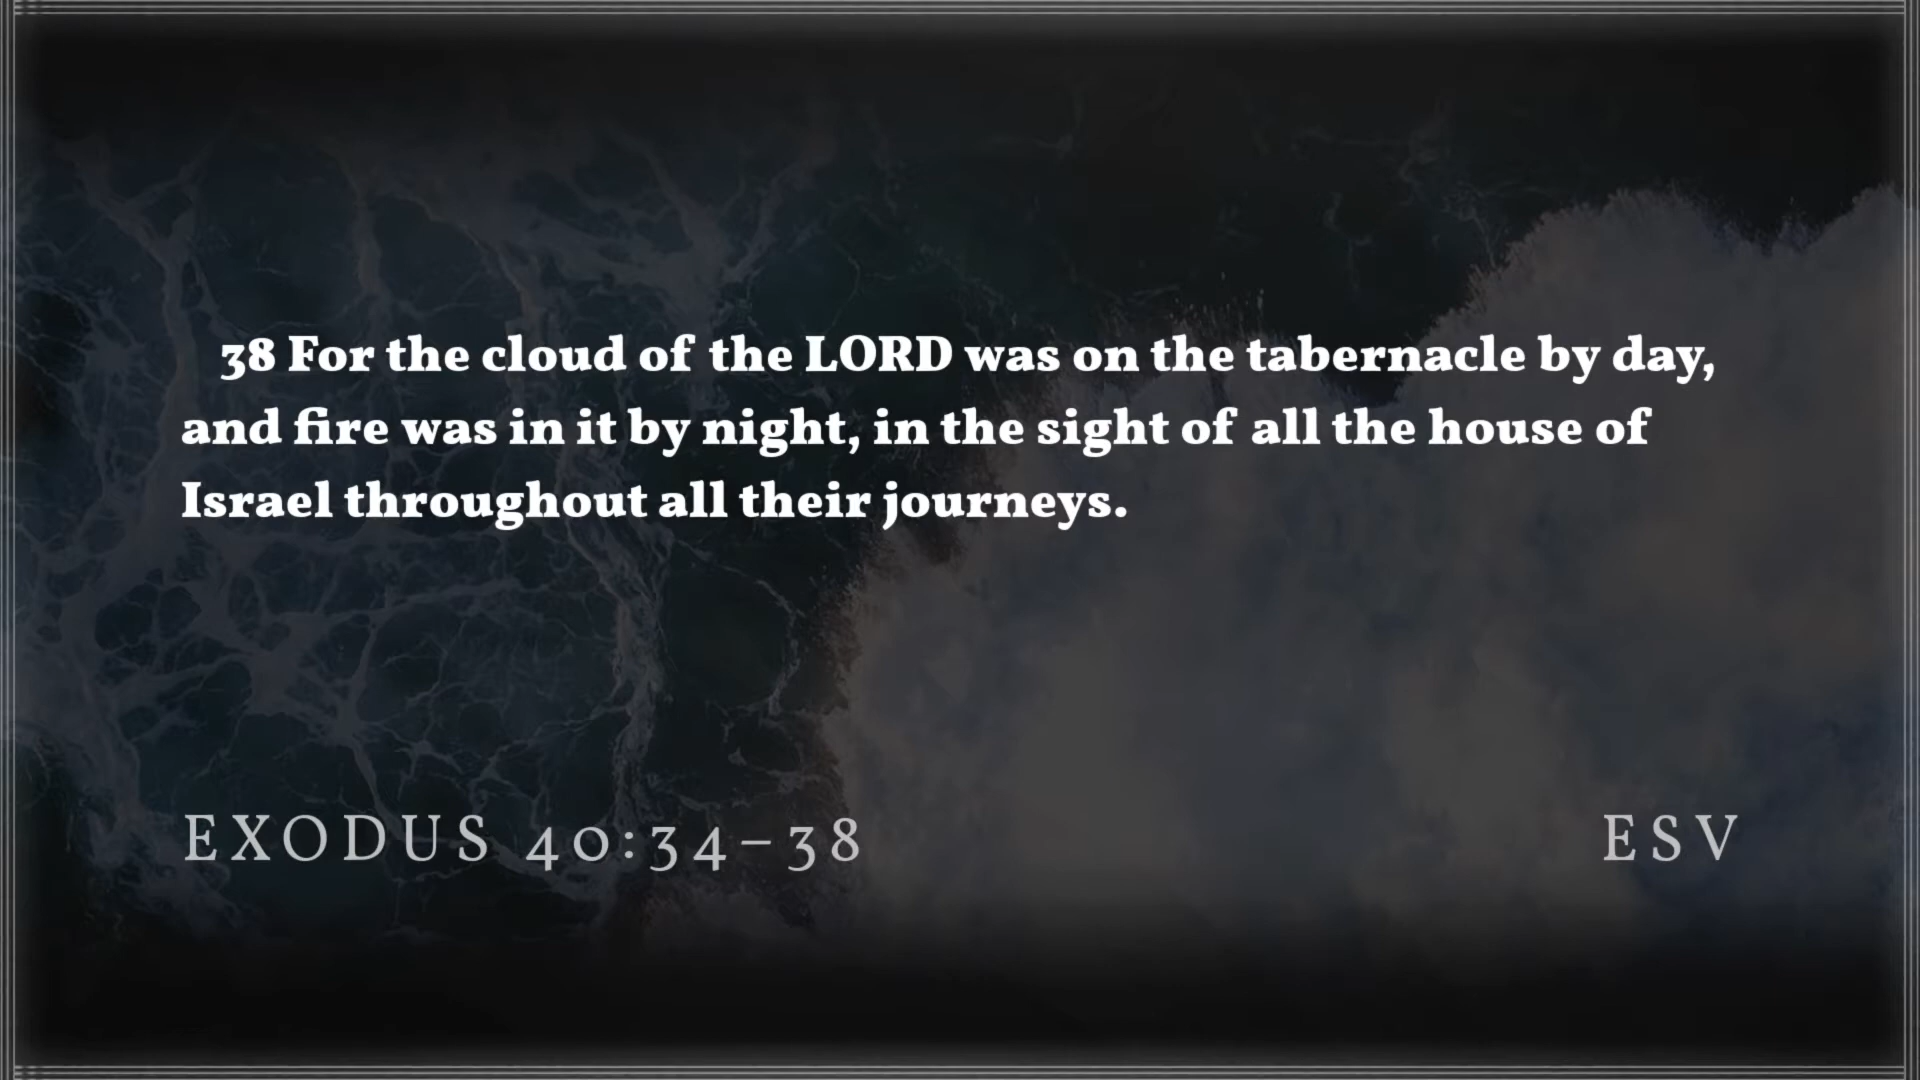 38 For the cloud of the LORD was on the tabernacle by day,
and fire was in it by night, in the sight of all the house of
Israel throughout all their journeys.
EXODUS 40:34–38 ESV